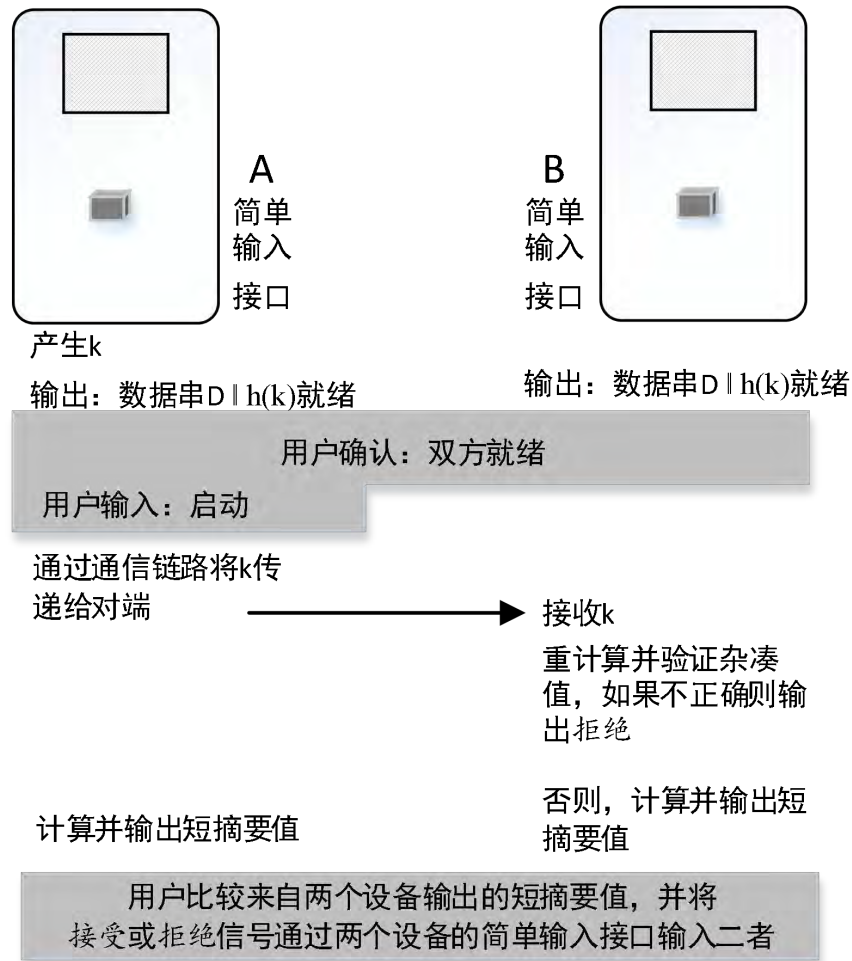 A
简单
输入
接口
B
简单
输入
接口
产生k
输出：数据串D‖h(k)就绪
输出：数据串D‖h(k)就绪
用户确认：双方就绪
用户输入：启动
通过通信链路将k传
递给对端
接收k
重计算并验证杂凑
值，如果不正确则输
出拒绝
计算并输出短摘要值
否则，计算并输出短
摘要值
用户比较来自两个设备输出的短摘要值，并将
接受或拒绝信号通过两个设备的简单输入接口输入二者